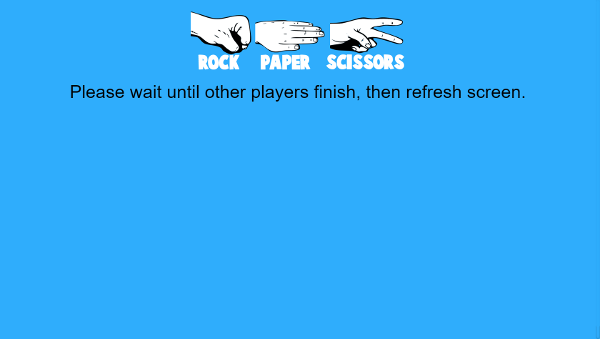 ROCK PAPER SCISSORS
Please wait until other players finish, then refresh screen.